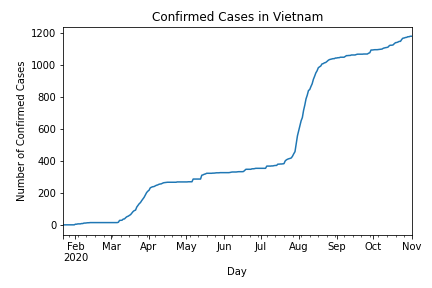 Confirmed Cases in Vietnam
Number of Confirmed Cases
1200
1000
800
600
400
200
0
Feb Mar Apr May Jun Jul Aug Sep Oct Nov
2020
Day